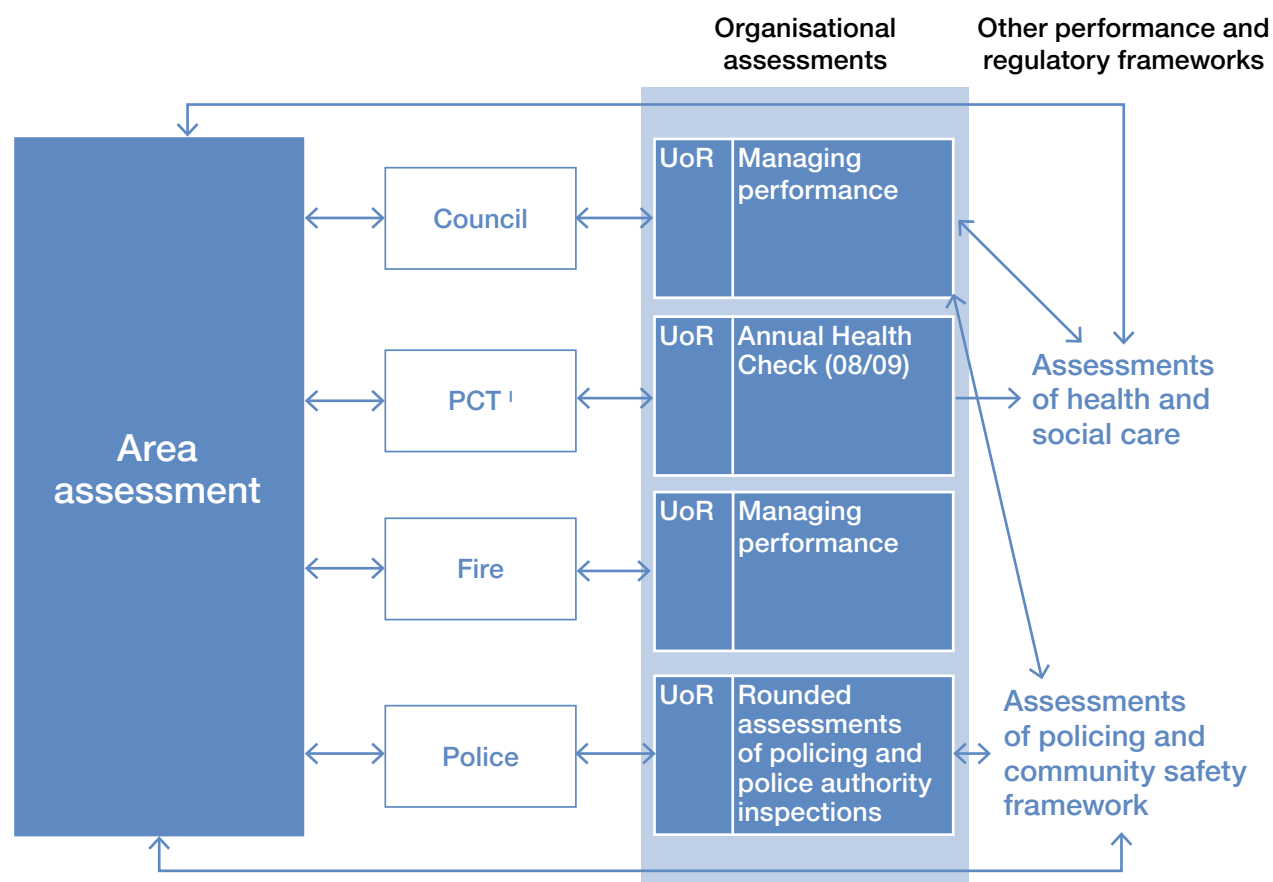 Organisational
assessments
Other performance and
regulatory frameworks
Area
assessment
Council
UoR
Managing
performance
PCT I
UoR
Annual Health
Check (08/09)
Assessments
of health and
social care
Fire
UoR
Managing
performance
Police
UoR
Rounded
assessments
of policing and
police authority
inspections
Assessments
of policing and
community safety
framework